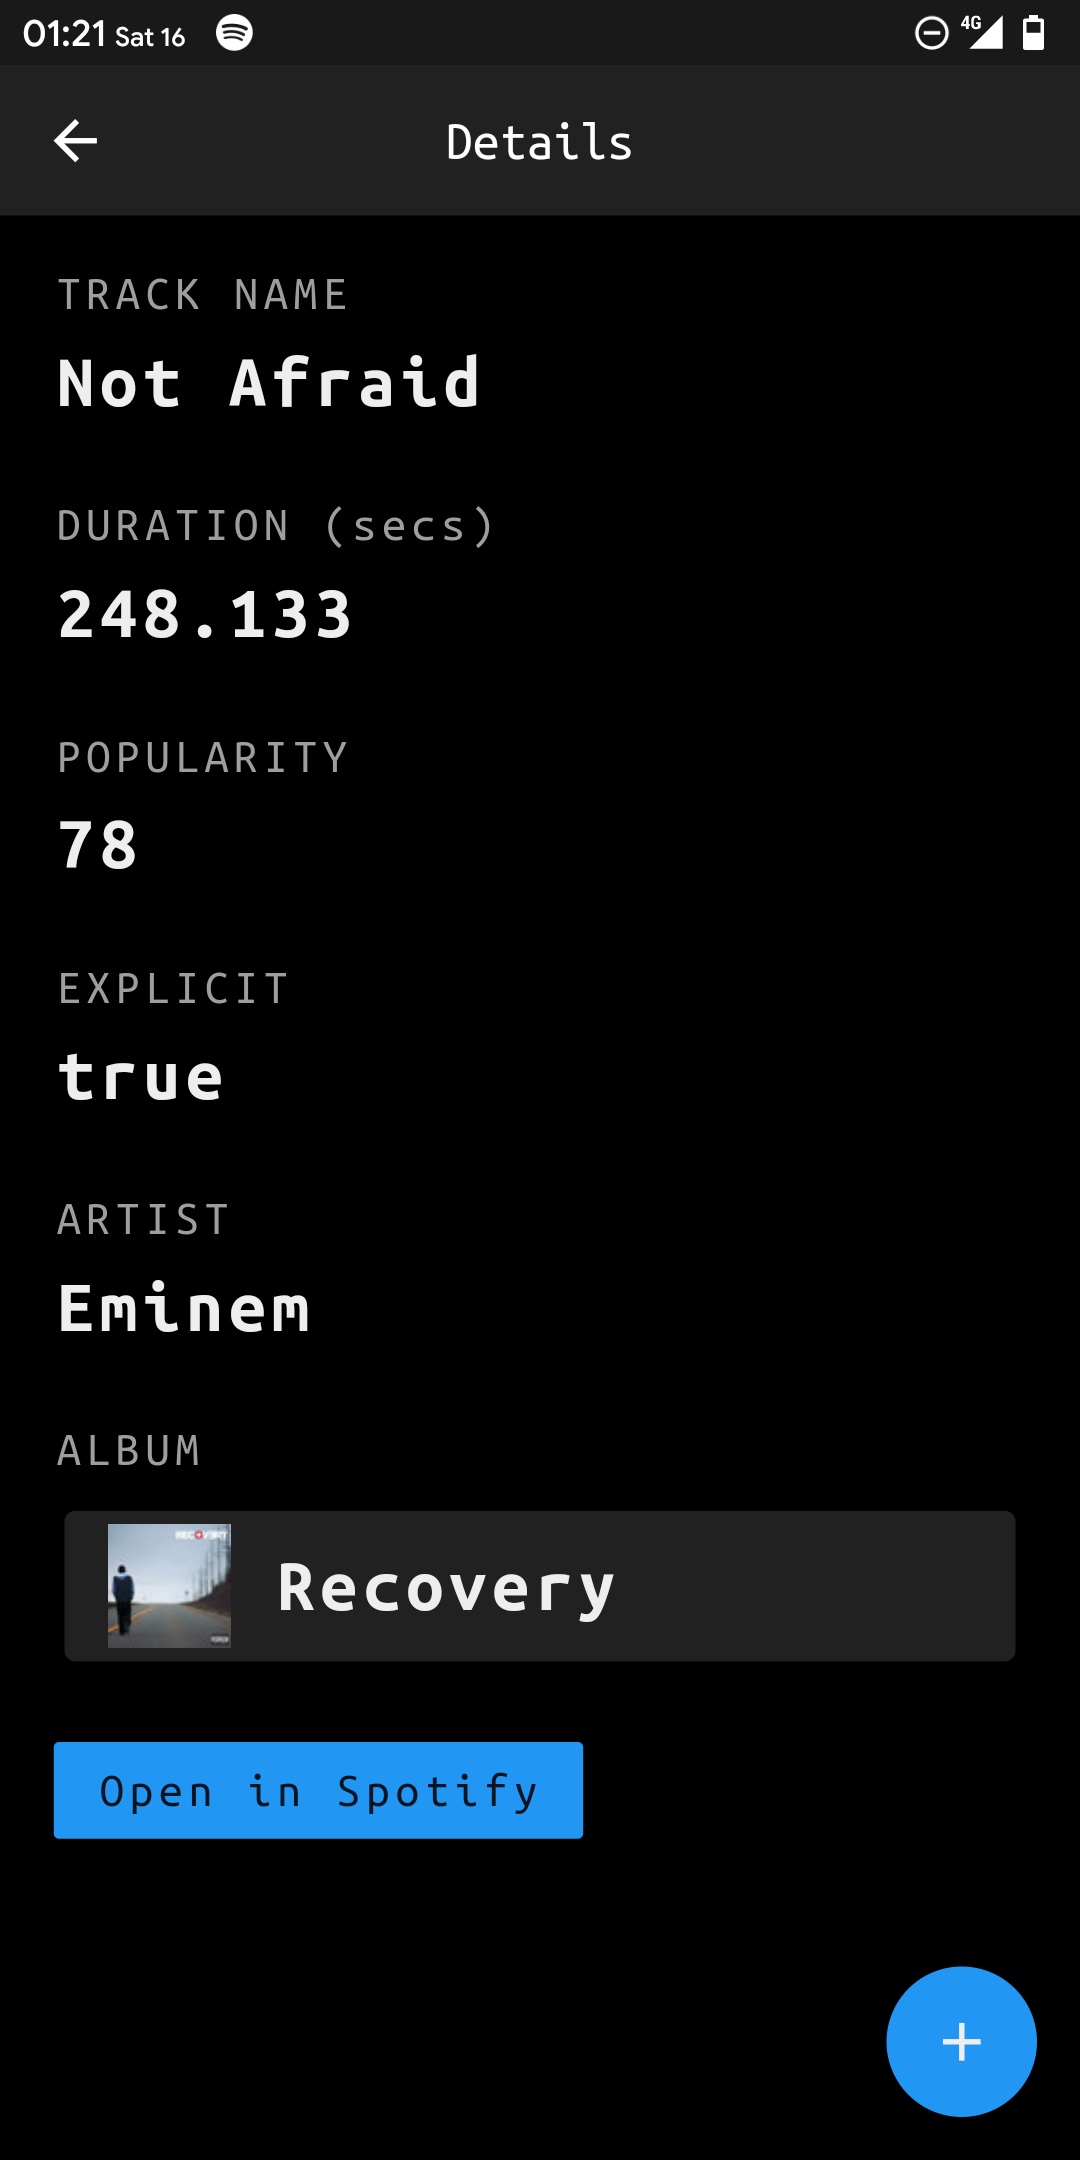 01:21 Sat 16
4G
Details
TRACK NAME
Not Afraid
DURATION (secs)
248.133
POPULARITY
78
EXPLICIT
true
ARTIST
Eminem
ALBUM
RECOVERY
Recovery
Open in Spotify
+